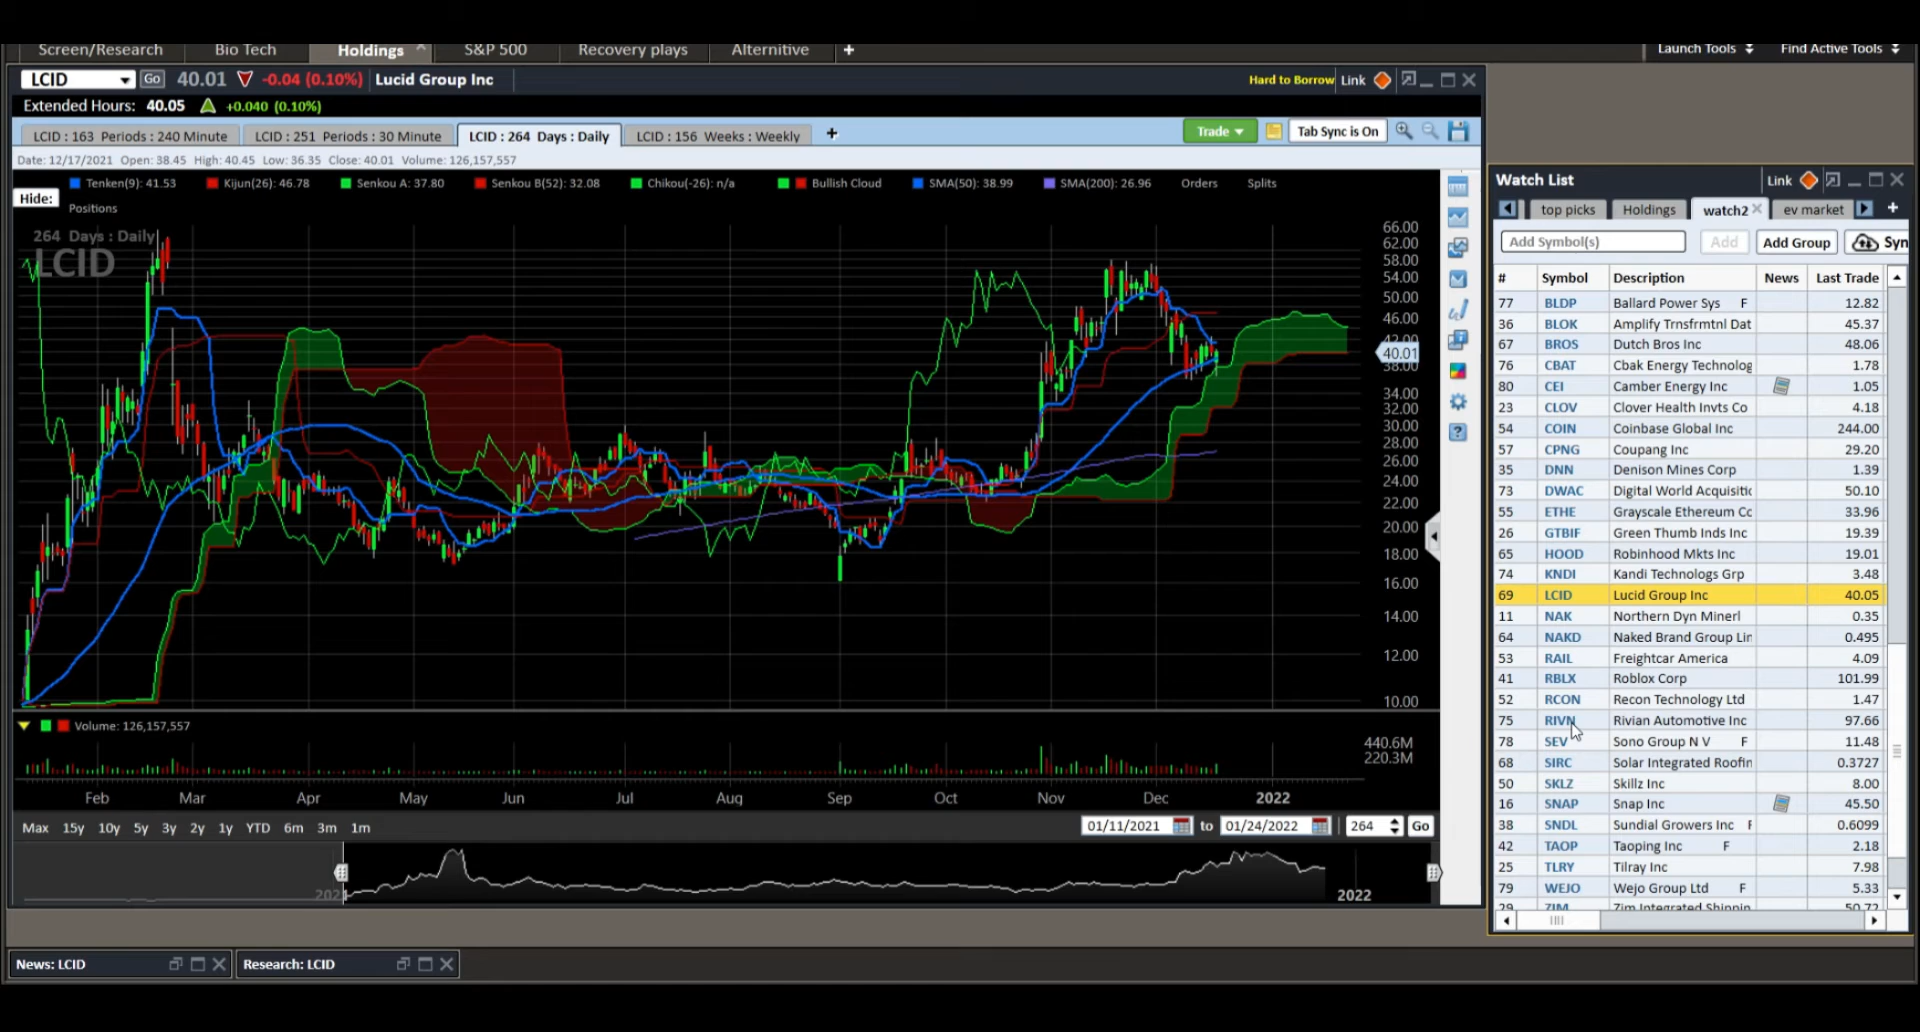 Screen/Research Bio Tech Holdings S&P 500 Recovery plays Alternitive + Launch Tools Find Active Tools
LCID Go 40.01 -0.04 (0.10%) Lucid Group Inc Hard to Borrow Link
Extended Hours: 40.05 +0.040 (0.10%)
LCID : 163 Periods : 240 Minute LCID : 251 Periods : 30 Minute LCID : 264 Days : Daily LCID : 156 Weeks : Weekly + Trade Tab Sync is On
Date: 12/17/2021 Open: 38.45 High: 40.45 Low: 36.35 Close: 40.01 Volume: 126,157,557
Hide: Tenken(9): 41.53 Kijun(26): 46.78 Senkou A: 37.80 Senkou B(52): 32.08 Chikou(-26): n/a Bullish Cloud SMA(50): 38.99 SMA(200): 26.96 Orders Splits
Positions
264 Days : Daily
LCID
66.00
62.00
58.00
54.00
50.00
46.00
42.00
40.01
38.00
34.00
32.00
30.00
28.00
26.00
24.00
22.00
20.00
18.00
16.00
14.00
12.00
10.00
Volume: 126,157,557
440.6M
220.3M
Feb Mar Apr May Jun Jul Aug Sep Oct Nov Dec 2022
Max 15y 10y 5y 3y 2y 1y YTD 6m 3m 1m 01/11/2021 to 01/24/2022 264 Go
2022
News: LCID Research: LCID
Watch List Link
top picks Holdings watch2 ev market +
Add Symbol(s) Add Add Group Syn
# Symbol Description News Last Trade
77 BLDP Ballard Power Sys F 12.82
36 BLOK Amplify Trnsfrmtnl Dat 45.37
67 BROS Dutch Bros Inc 48.06
76 CBAT Cbak Energy Technolog 1.78
80 CEI Camber Energy Inc 1.05
23 CLOV Clover Health Invts Co 4.18
54 COIN Coinbase Global Inc 244.00
57 CPNG Coupang Inc 29.20
35 DNN Denison Mines Corp 1.39
73 DWAC Digital World Acquisitic 50.10
55 ETHE Grayscale Ethereum Cc 33.96
26 GTBIF Green Thumb Inds Inc 19.39
65 HOOD Robinhood Mkts Inc 19.01
74 KNDI Kandi Technologs Grp 3.48
69 LCID Lucid Group Inc 40.05
11 NAK Northern Dyn Minerl 0.35
64 NAKD Naked Brand Group Lin 0.495
53 RAIL Freightcar America 4.09
41 RBLX Roblox Corp 101.99
52 RCON Recon Technology Ltd 1.47
75 RIVN Rivian Automotive Inc 97.66
78 SEV Sono Group N V F 11.48
68 SIRC Solar Integrated Roofin 0.3727
50 SKLZ Skillz Inc 8.00
16 SNAP Snap Inc 45.50
38 SNDL Sundial Growers Inc F 0.6099
42 TAOP Taoping Inc F 2.18
25 TLRY Tilray Inc 7.98
79 WEJO Wejo Group Ltd F 5.33
29 ZIM Zim Integrated Shippin 50.72